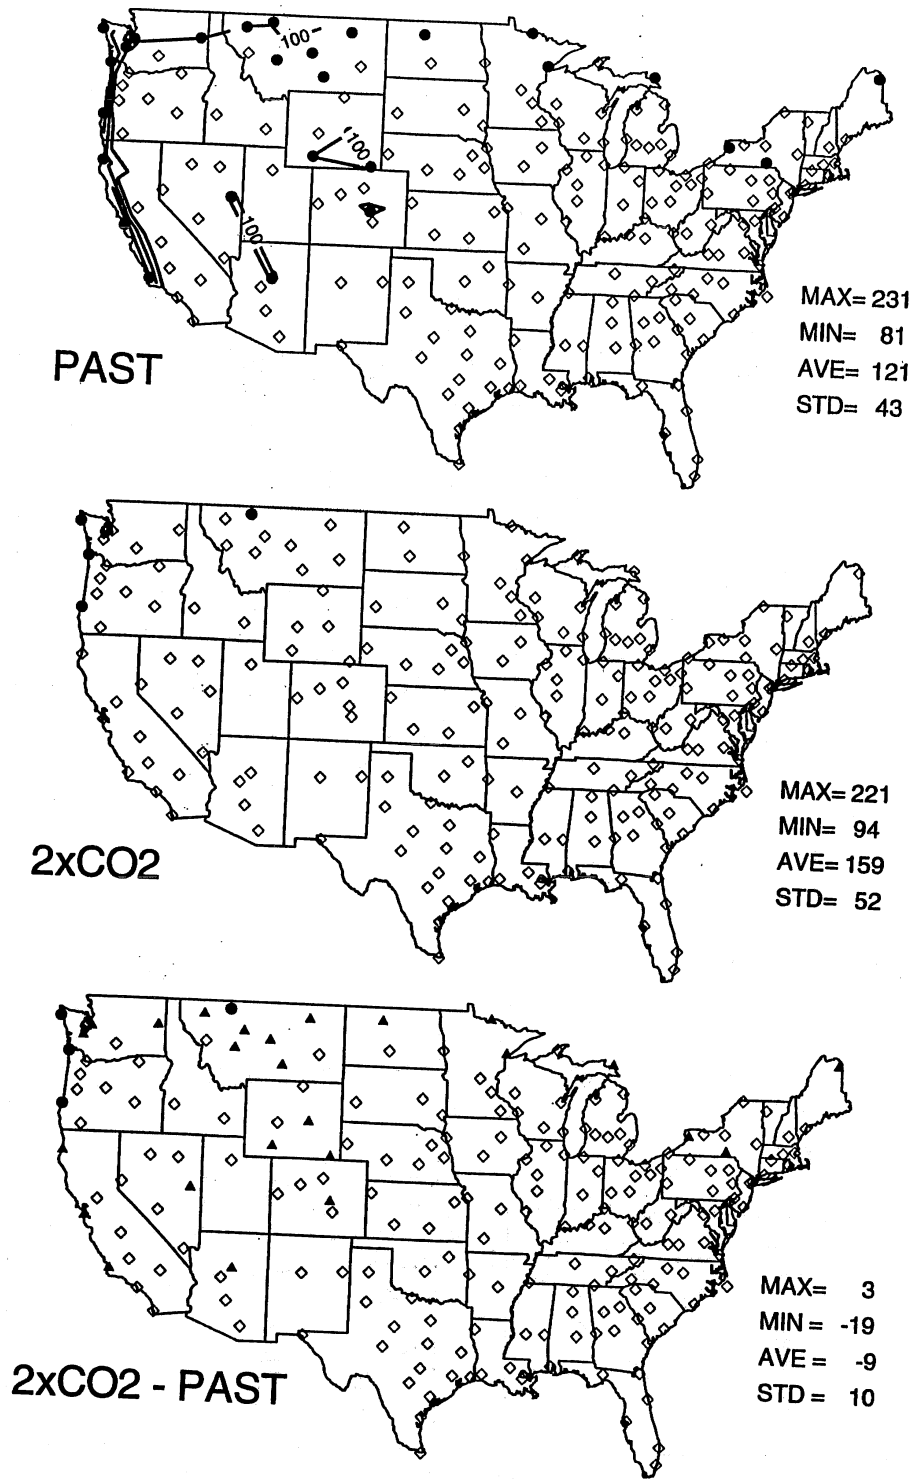 100
100
100
PAST
MAX= 231
MIN= 81
AVE= 121
STD= 43
2xCO2
MAX= 221
MIN= 94
AVE= 159
STD= 52
2xCO2 - PAST
MAX= 3
MIN = -19
AVE = -9
STD = 10